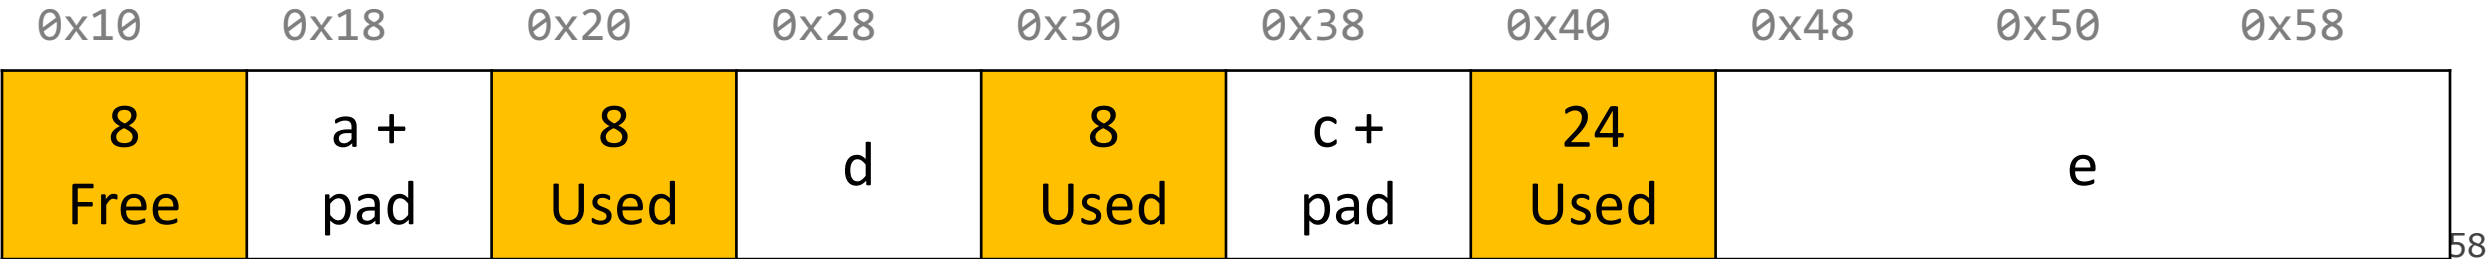 0x10 0x18 0x20 0x28 0x30 0x38 0x40 0x48 0x50 0x58
8 Free
a + pad
8 Used
d
8 Used
c + pad
24 Used
e
58